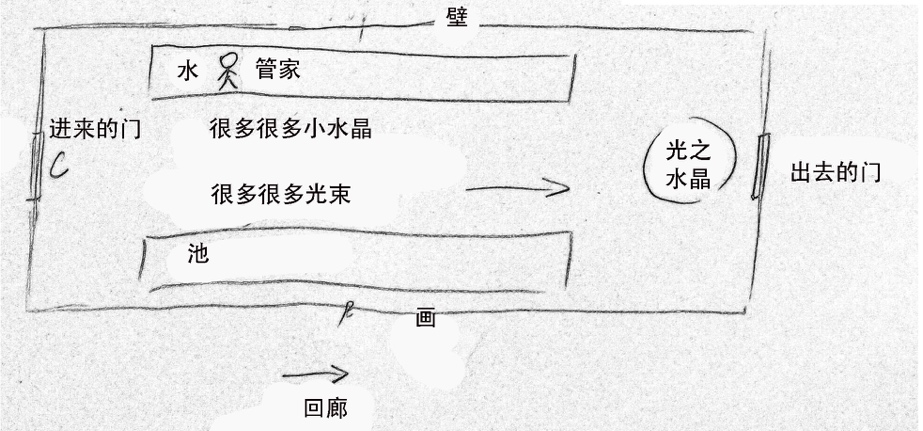 壁
水 管家
进来的门
很多很多小水晶
光之
水晶
出去的门
很多很多光束
池
画
回廊